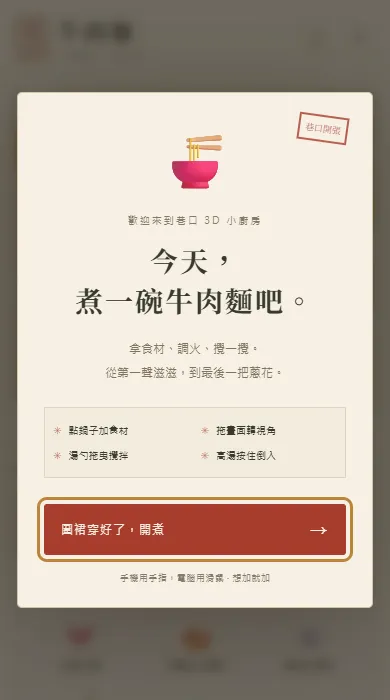 巷口開張
歡迎來到巷口 3D 小廚房
今天，
煮一碗牛肉麵吧。
拿食材、調火、攪一攪。
從第一聲滋滋，到最後一把蔥花。
✳ 點鍋子加食材
✳ 拖畫面轉視角
✳ 湯勺拖曳攪拌
✳ 高湯按住倒入
圍裙穿好了，開煮 →
手機用手指，電腦用滑鼠 · 想加就加